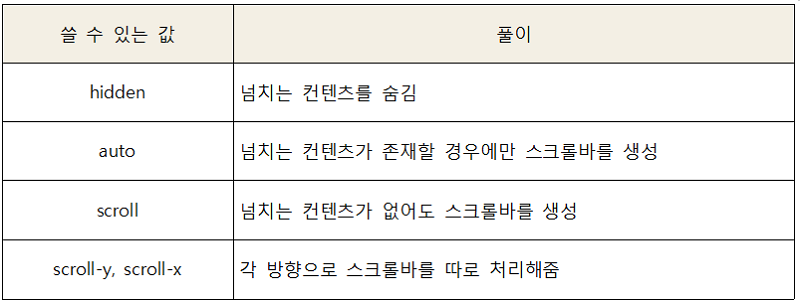 쓸 수 있는 값 풀이
hidden 넘치는 컨텐츠를 숨김
auto 넘치는 컨텐츠가 존재할 경우에만 스크롤바를 생성
scroll 넘치는 컨텐츠가 없어도 스크롤바를 생성
scroll-y, scroll-x 각 방향으로 스크롤바를 따로 처리해줌